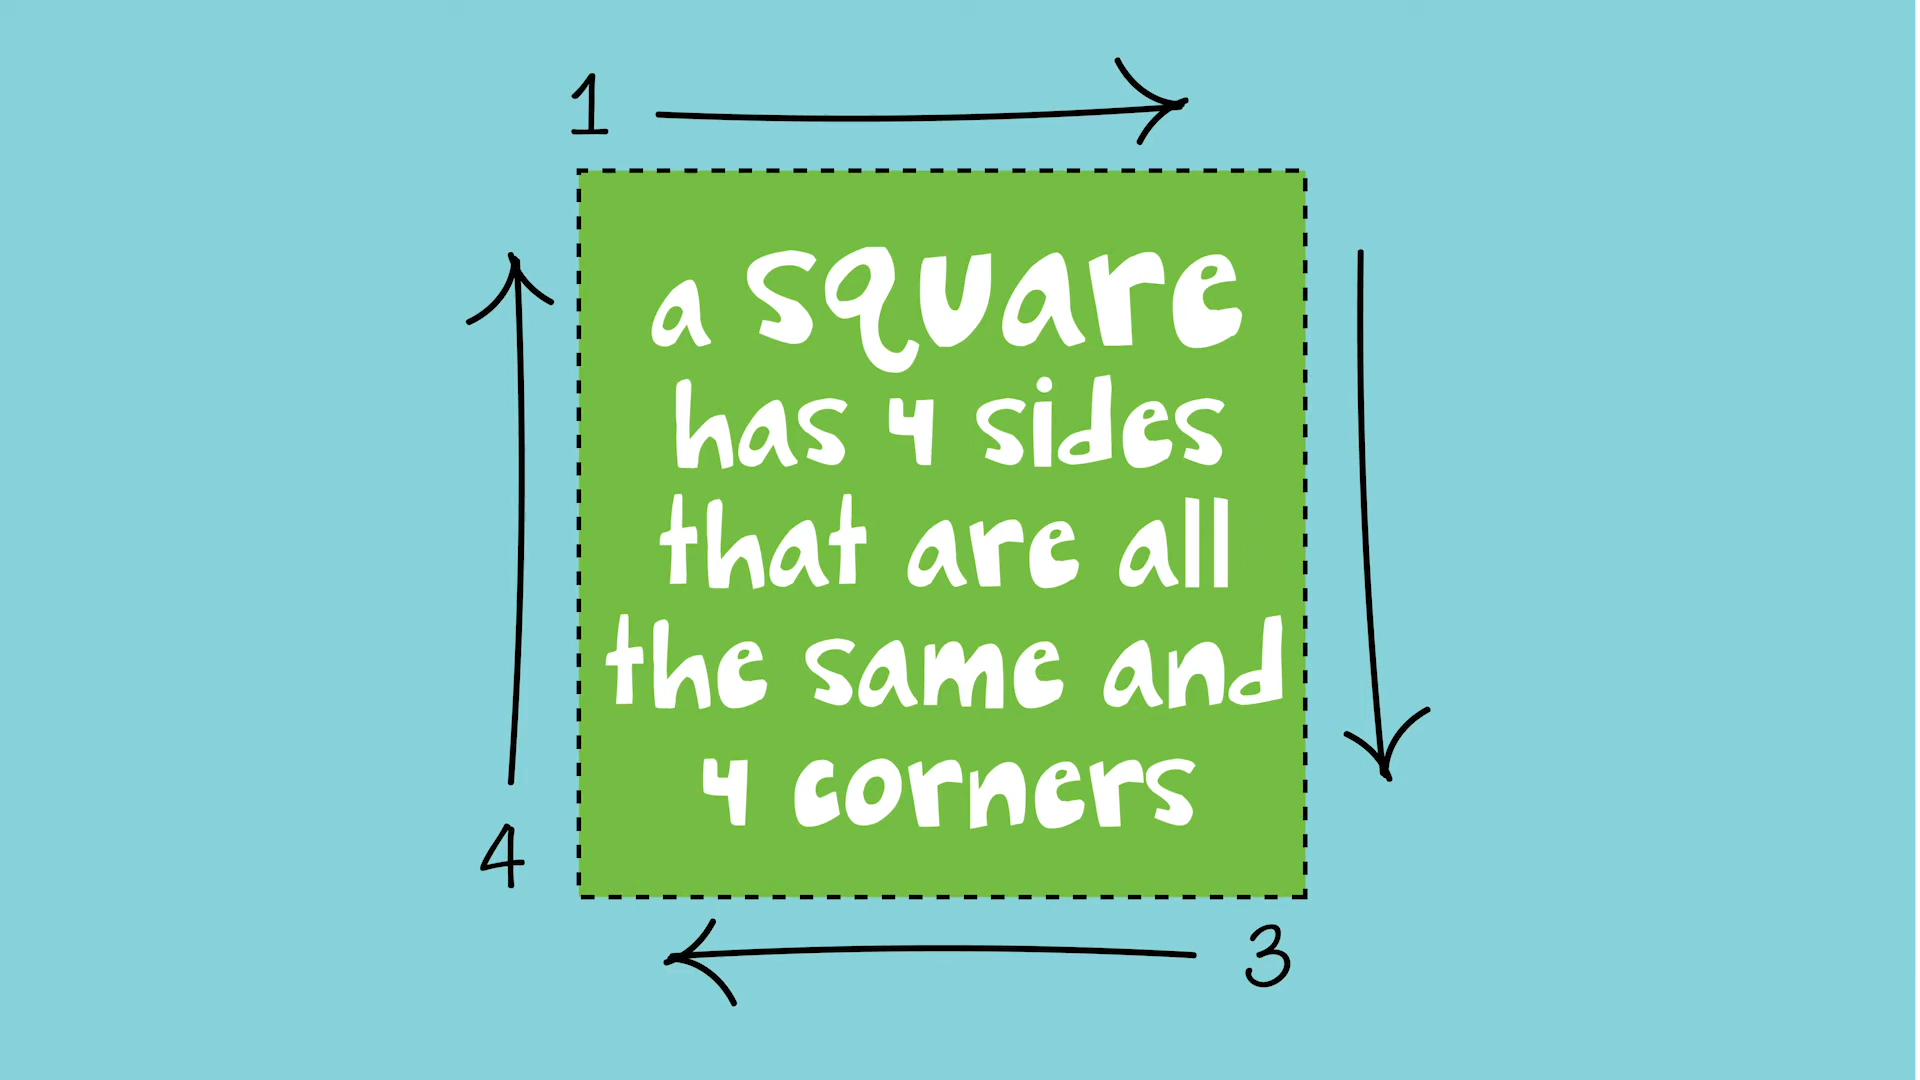 1
a square
has 4 sides
that are all
the same and
4 corners
4
3